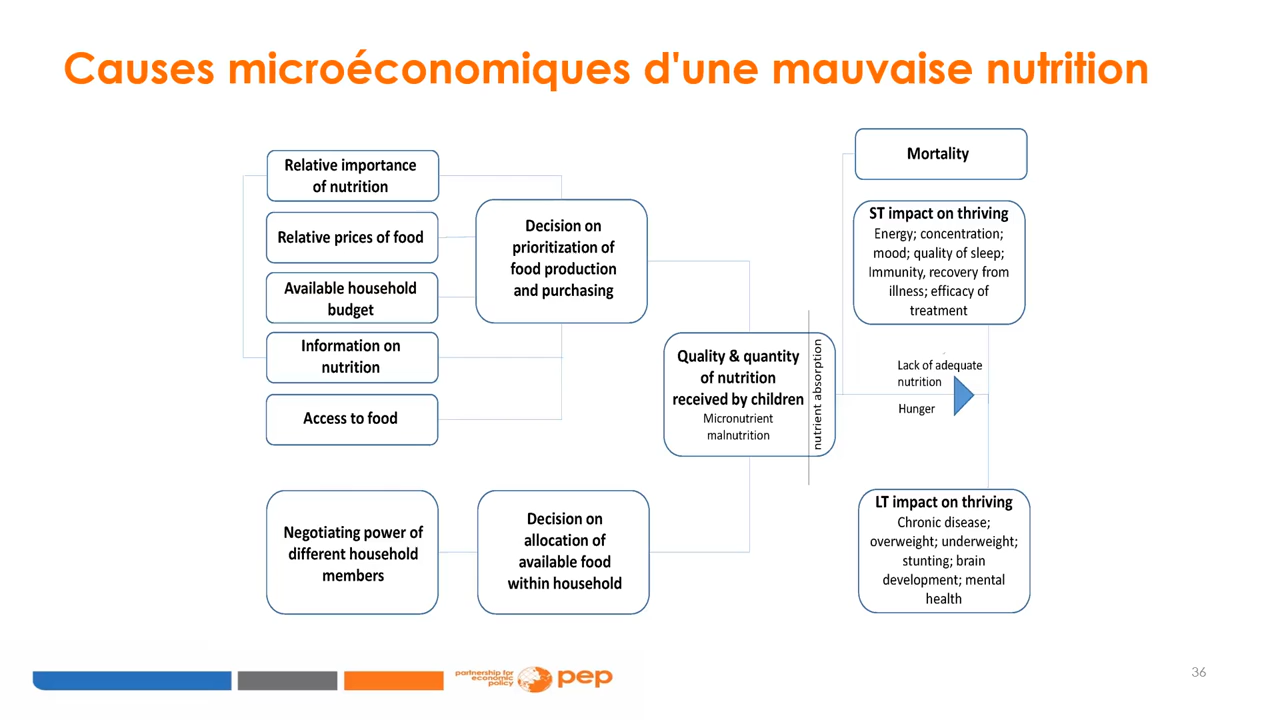 Causes microéconomiques d'une mauvaise nutrition
Relative importance
of nutrition
Relative prices of food
Available household
budget
Information on
nutrition
Access to food
Negotiating power of
different household
members
Decision on
prioritization of
food production
and purchasing
Decision on
allocation of
available food
within household
Quality & quantity
of nutrition
received by children
Micronutrient
malnutrition
nutrient absorption
Mortality
ST impact on thriving
Energy; concentration;
mood; quality of sleep;
Immunity, recovery from
illness; efficacy of
treatment
Lack of adequate
nutrition
Hunger
LT impact on thriving
Chronic disease;
overweight; underweight;
stunting; brain
development; mental
health
partnership for
economic
policy
pep
36